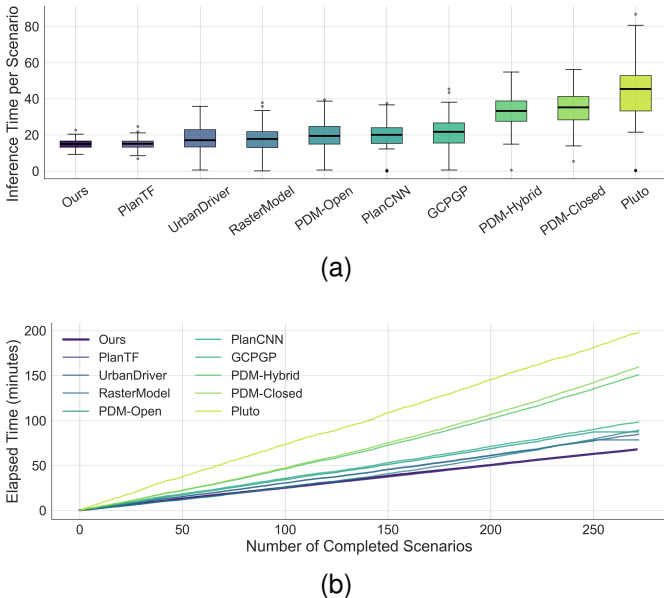 Inference Time per Scenario
80
60
40
20
0
Ours
PlanTF
UrbanDriver
RasterModel
PDM-Open
PlanCNN
GCPGP
PDM-Hybrid
PDM-Closed
Pluto
(a)
Elapsed Time (minutes)
200
150
100
50
0
Ours
PlanTF
UrbanDriver
RasterModel
PDM-Open
PlanCNN
GCPGP
PDM-Hybrid
PDM-Closed
Pluto
0 50 100 150 200 250
Number of Completed Scenarios
(b)